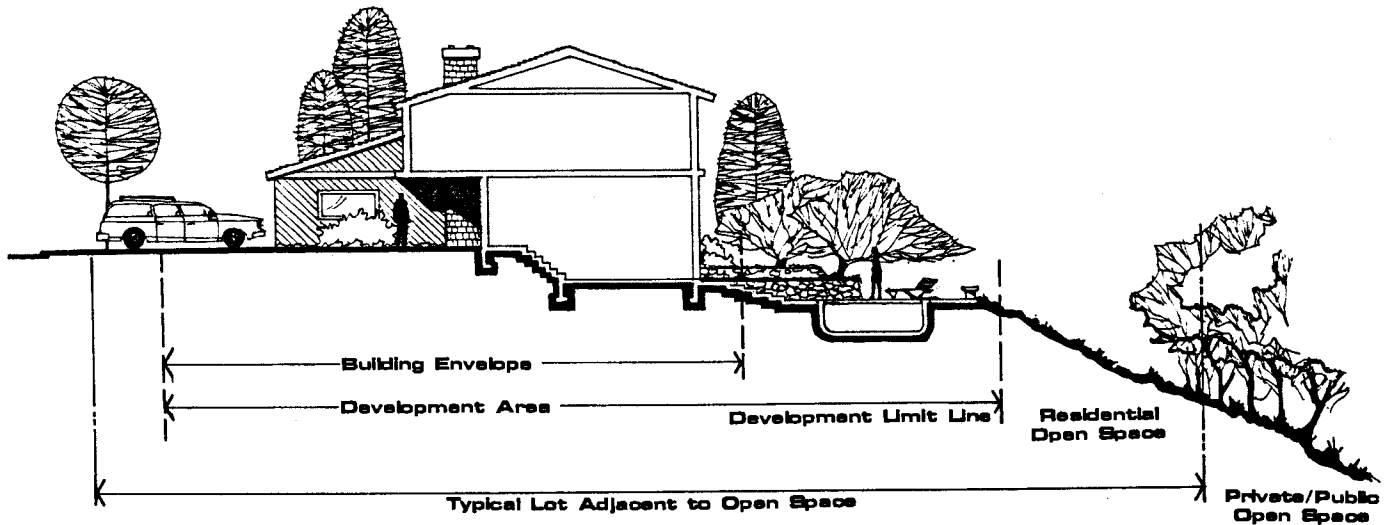 Building Envelope
Development Area
Development Limit Line
Residential
Open Space
Typical Lot Adjacent to Open Space
Private/Public
Open Space